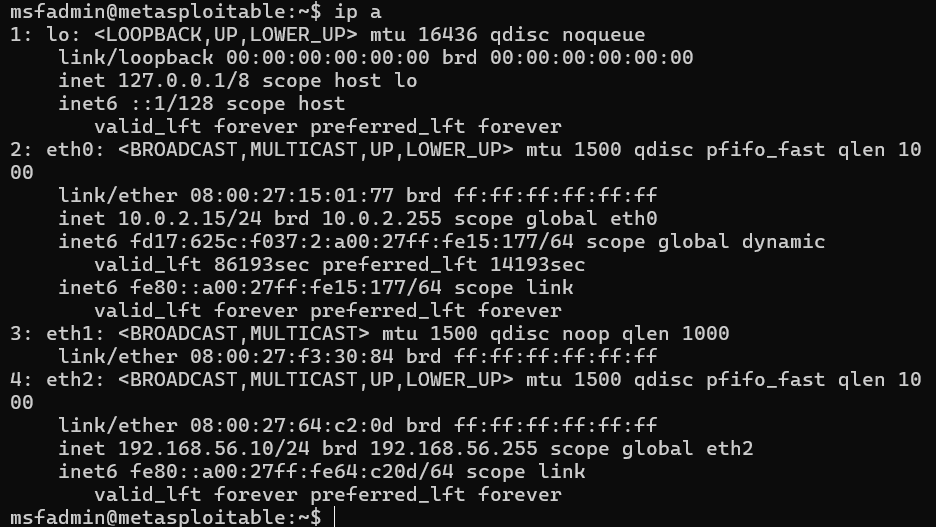 msfadmin@metasploitable:~$ ip a
1: lo: <LOOPBACK,UP,LOWER_UP> mtu 16436 qdisc noqueue
    link/loopback 00:00:00:00:00:00 brd 00:00:00:00:00:00
    inet 127.0.0.1/8 scope host lo
    inet6 ::1/128 scope host
       valid_lft forever preferred_lft forever
2: eth0: <BROADCAST,MULTICAST,UP,LOWER_UP> mtu 1500 qdisc pfifo_fast qlen 10
00
    link/ether 08:00:27:15:01:77 brd ff:ff:ff:ff:ff:ff
    inet 10.0.2.15/24 brd 10.0.2.255 scope global eth0
    inet6 fd17:625c:f037:2:a00:27ff:fe15:177/64 scope global dynamic
       valid_lft 86193sec preferred_lft 14193sec
    inet6 fe80::a00:27ff:fe15:177/64 scope link
       valid_lft forever preferred_lft forever
3: eth1: <BROADCAST,MULTICAST> mtu 1500 qdisc noop qlen 1000
    link/ether 08:00:27:f3:30:84 brd ff:ff:ff:ff:ff:ff
4: eth2: <BROADCAST,MULTICAST,UP,LOWER_UP> mtu 1500 qdisc pfifo_fast qlen 10
00
    link/ether 08:00:27:64:c2:0d brd ff:ff:ff:ff:ff:ff
    inet 192.168.56.10/24 brd 192.168.56.255 scope global eth2
    inet6 fe80::a00:27ff:fe64:c20d/64 scope link
       valid_lft forever preferred_lft forever
msfadmin@metasploitable:~$